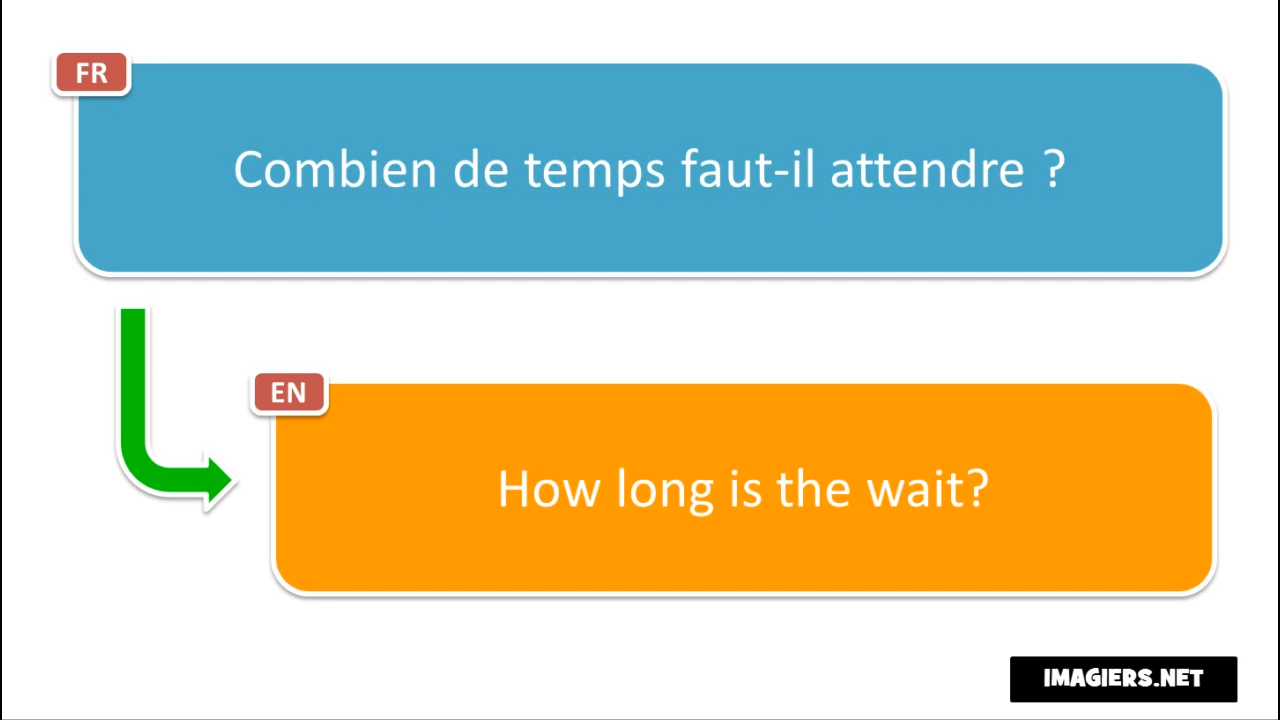 FR
Combien de temps faut-il attendre ?
EN
How long is the wait?
IMAGIERS.NET